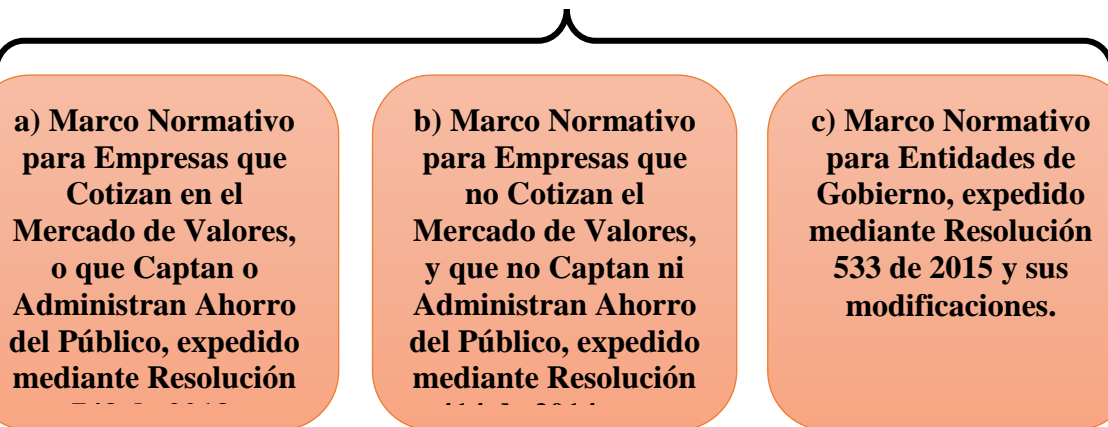 a) Marco Normativo
para Empresas que
Cotizan en el
Mercado de Valores,
o que Captan o
Administran Ahorro
del Público, expedido
mediante Resolución
b) Marco Normativo
para Empresas que
no Cotizan el
Mercado de Valores,
y que no Captan ni
Administran Ahorro
del Público, expedido
mediante Resolución
c) Marco Normativo
para Entidades de
Gobierno, expedido
mediante Resolución
533 de 2015 y sus
modificaciones.